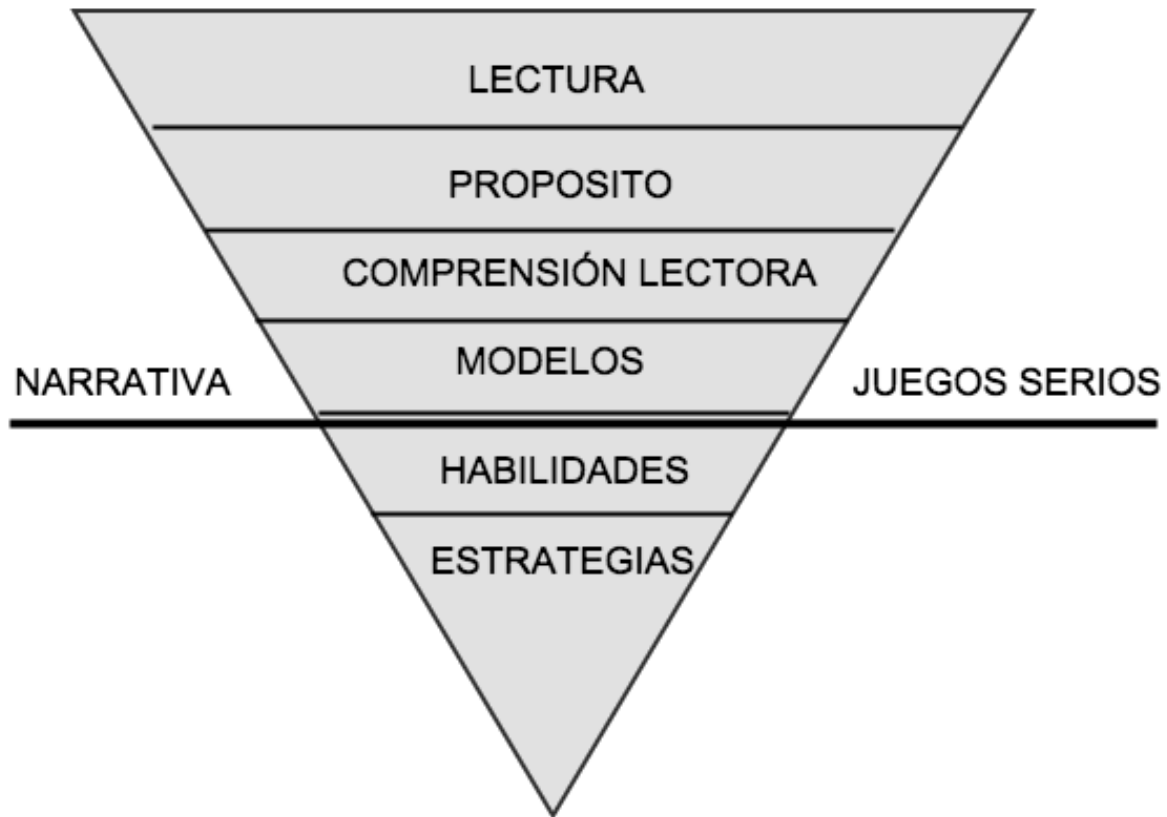 LECTURA
PROPOSITO
COMPRENSIÓN LECTORA
MODELOS
NARRATIVA
JUEGOS SERIOS
HABILIDADES
ESTRATEGIAS